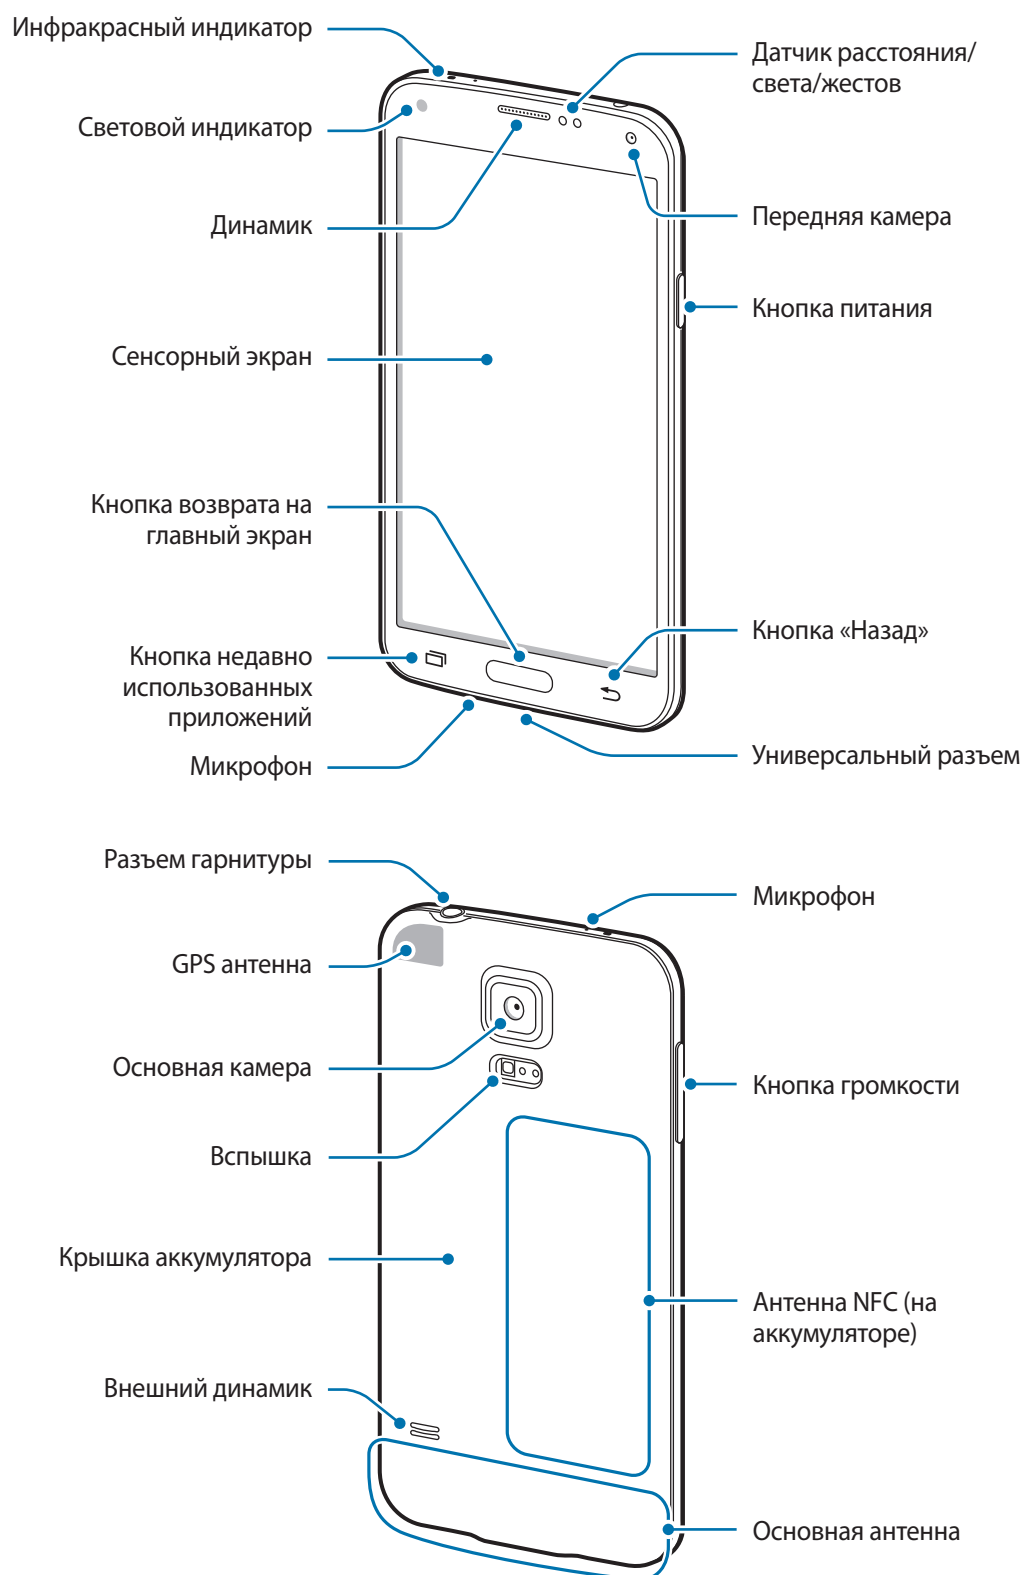 Инфракрасный индикатор
Световой индикатор
Динамик
Сенсорный экран
Кнопка возврата на
главный экран
Кнопка недавно
использованных
приложений
Микрофон
Датчик расстояния/
света/жестов
Передняя камера
Кнопка питания
Кнопка «Назад»
Универсальный разъем
Разъем гарнитуры
GPS антенна
Основная камера
Вспышка
Крышка аккумулятора
Внешний динамик
Микрофон
Кнопка громкости
Антенна NFC (на
аккумуляторе)
Основная антенна